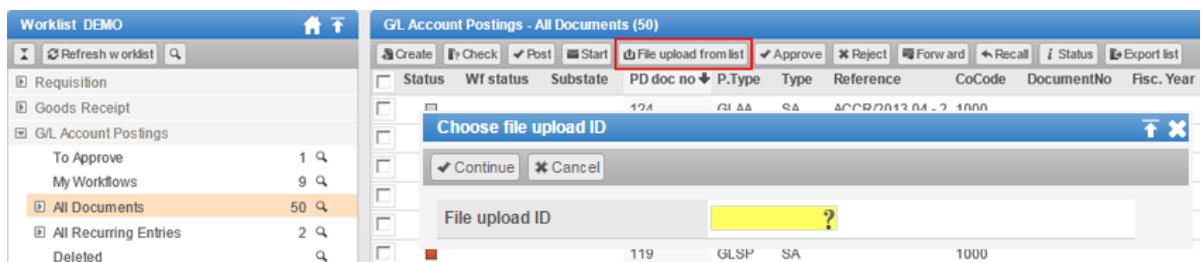 Worklist DEMO
Refresh worklist
Requisition
Goods Receipt
G/L Account Postings
To Approve 1
My Workflows 9
All Documents 50
All Recurring Entries 2
Deleted
G/L Account Postings - All Documents (50)
Create Check Post Start File upload from list Approve Reject Forward Recall i Status Export list
Status Wf status Substate PD doc no P.Type Type Reference CoCode DocumentNo Fisc. Year
124 GLAA SA ACCR/2013 04 - 2 1000
Choose file upload ID
Continue Cancel
File upload ID ?
119 GLSP SA 1000